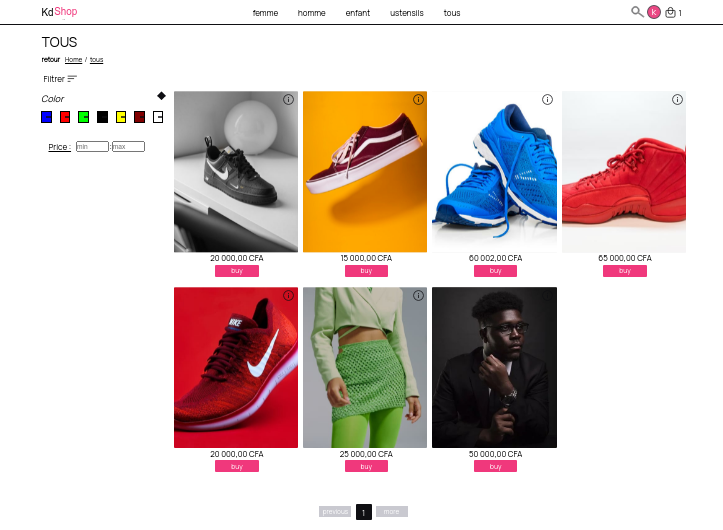 KdShop femme homme enfant ustensils tous K 1
TOUS
retour Home / tous
Filtrer
Color
Price : min : max
20 000,00 CFA 15 000,00 CFA 60 002,00 CFA 65 000,00 CFA
buy buy buy buy
NIKE
20 000,00 CFA 25 000,00 CFA 50 000,00 CFA
buy buy buy
previous 1 more